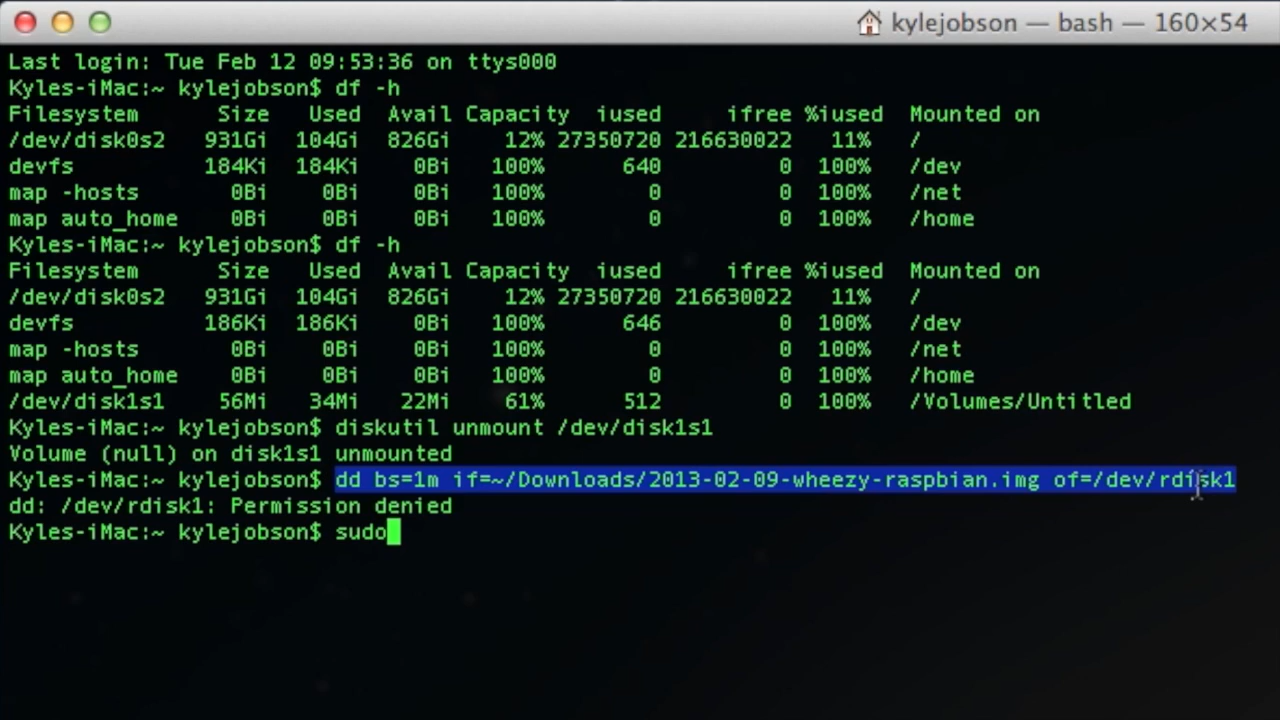 kylejobson — bash — 160×54
Last login: Tue Feb 12 09:53:36 on ttys000
Kyles-iMac:~ kylejobson$ df -h
Filesystem      Size   Used  Avail Capacity  iused     ifree %iused  Mounted on
/dev/disk0s2   931Gi  104Gi  826Gi    12% 27350720 216630022   11%   /
devfs          184Ki  184Ki    0Bi   100%      640         0  100%   /dev
map -hosts       0Bi    0Bi    0Bi   100%        0         0  100%   /net
map auto_home    0Bi    0Bi    0Bi   100%        0         0  100%   /home
Kyles-iMac:~ kylejobson$ df -h
Filesystem      Size   Used  Avail Capacity  iused     ifree %iused  Mounted on
/dev/disk0s2   931Gi  104Gi  826Gi    12% 27350720 216630022   11%   /
devfs          186Ki  186Ki    0Bi   100%      646         0  100%   /dev
map -hosts       0Bi    0Bi    0Bi   100%        0         0  100%   /net
map auto_home    0Bi    0Bi    0Bi   100%        0         0  100%   /home
/dev/disk1s1    56Mi   34Mi   22Mi    61%      512         0  100%   /Volumes/Untitled
Kyles-iMac:~ kylejobson$ diskutil unmount /dev/disk1s1
Volume (null) on disk1s1 unmounted
Kyles-iMac:~ kylejobson$ dd bs=1m if=~/Downloads/2013-02-09-wheezy-raspbian.img of=/dev/rdisk1
dd: /dev/rdisk1: Permission denied
Kyles-iMac:~ kylejobson$ sudo